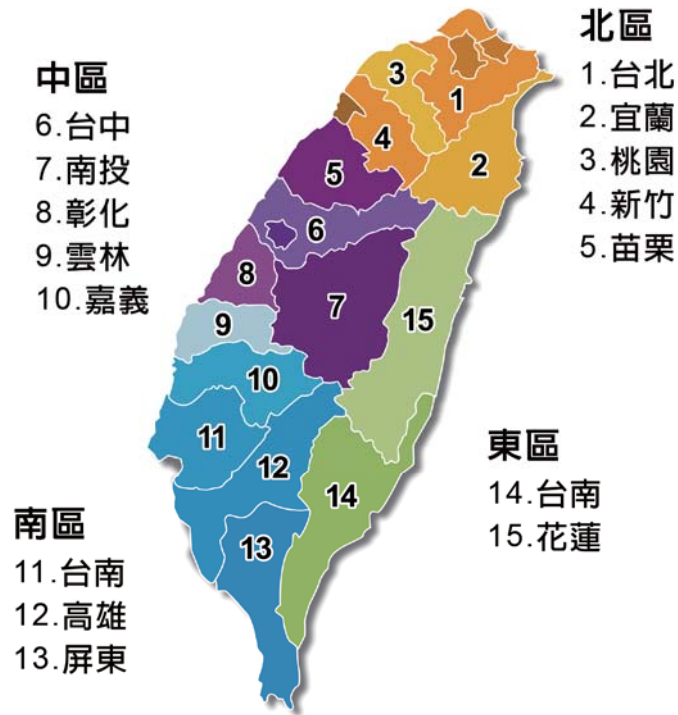 北區
1.台北
2.宜蘭
3.桃園
4.新竹
5.苗栗
中區
6.台中
7.南投
8.彰化
9.雲林
10.嘉義
南區
11.台南
12.高雄
13.屏東
東區
14.台南
15.花蓮
3
1
4
2
5
6
8
7
15
9
10
11
12
14
13